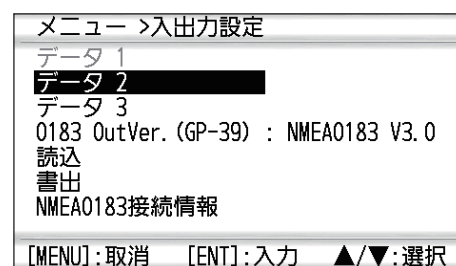 メニュー >入出力設定
データ 1
データ 2
データ 3
0183 OutVer.(GP-39) : NMEA0183 V3.0
読込
書出
NMEA0183接続情報
[MENU]:取消 [ENT]:入力 ▲/▼:選択